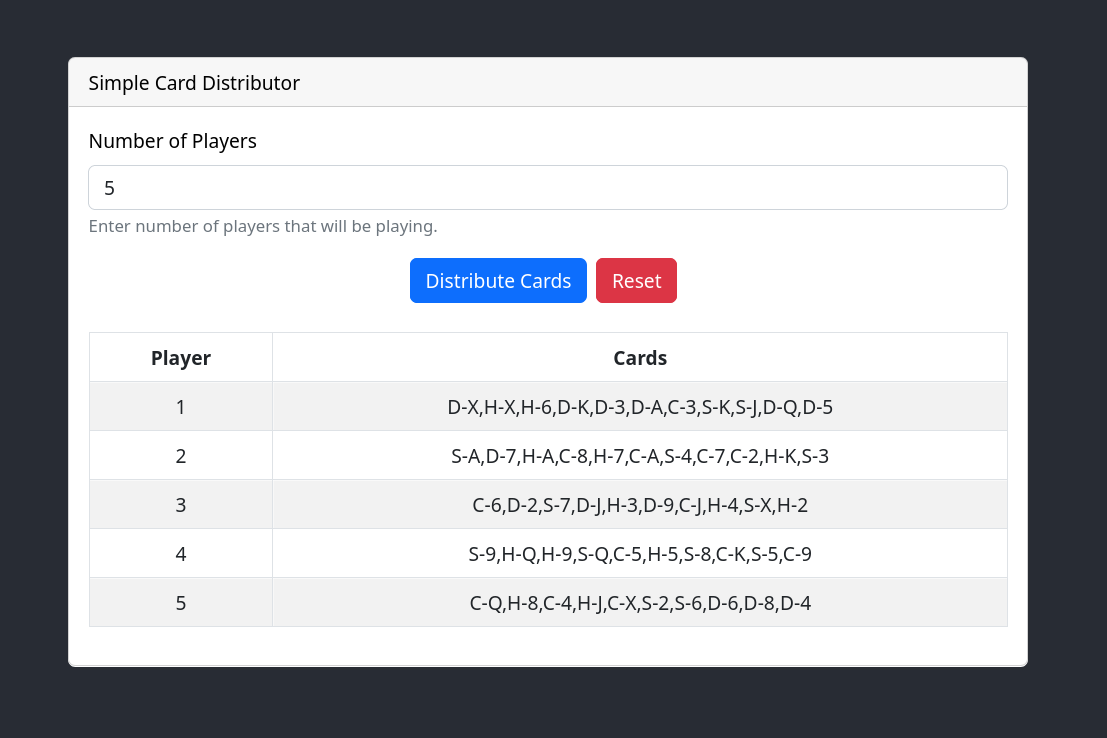 Simple Card Distributor
Number of Players
5
Enter number of players that will be playing.
Distribute Cards Reset
Player Cards
1 D-X,H-X,H-6,D-K,D-3,D-A,C-3,S-K,S-J,D-Q,D-5
2 S-A,D-7,H-A,C-8,H-7,C-A,S-4,C-7,C-2,H-K,S-3
3 C-6,D-2,S-7,D-J,H-3,D-9,C-J,H-4,S-X,H-2
4 S-9,H-Q,H-9,S-Q,C-5,H-5,S-8,C-K,S-5,C-9
5 C-Q,H-8,C-4,H-J,C-X,S-2,S-6,D-6,D-8,D-4